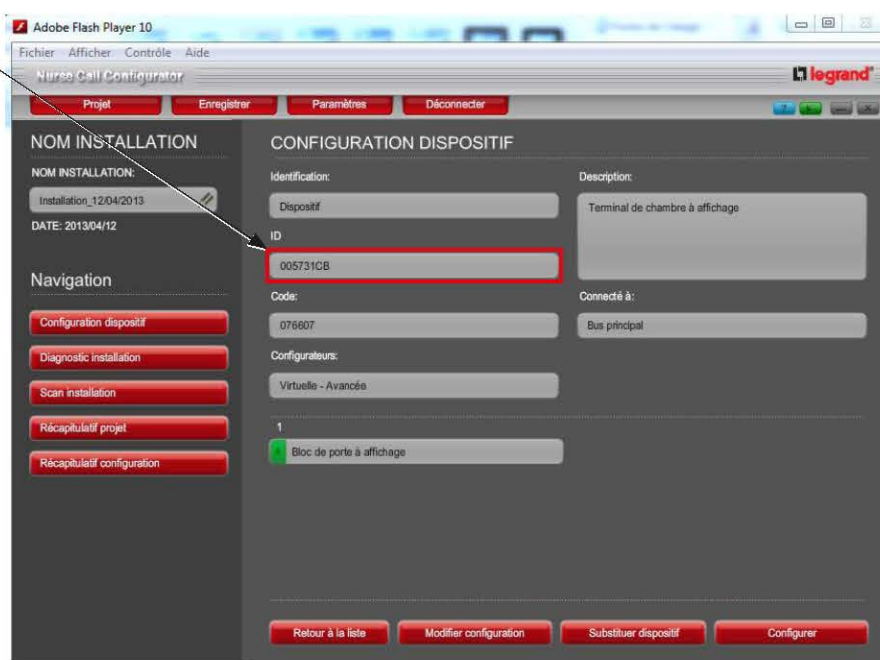 Adobe Flash Player 10
Fichier Afficher Contrôle Aide
Nurse Call Configurator
legrand
Projet Enregistrer Paramètres Déconnecter
NOM INSTALLATION
NOM INSTALLATION:
Installation_12/04/2013
DATE: 2013/04/12
Navigation
Configuration dispositif
Diagnostic installation
Scan installation
Récapitulatif projet
Récapitulatif configuration
CONFIGURATION DISPOSITIF
Identification:
Dispositif
ID
005731CB
Code:
076607
Configurateurs:
Virtuelle - Avancée
Description:
Terminal de chambre à affichage
Connecté à:
Bus principal
1
Bloc de porte à affichage
Retour à la liste Modifier configuration Substituer dispositif Configurer